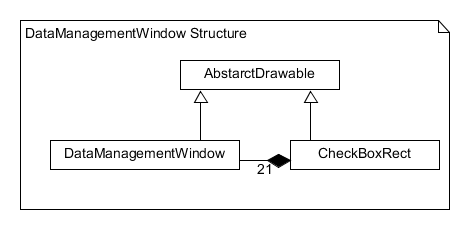 DataManagementWindow Structure
AbstarctDrawable
DataManagementWindow
CheckBoxRect
21